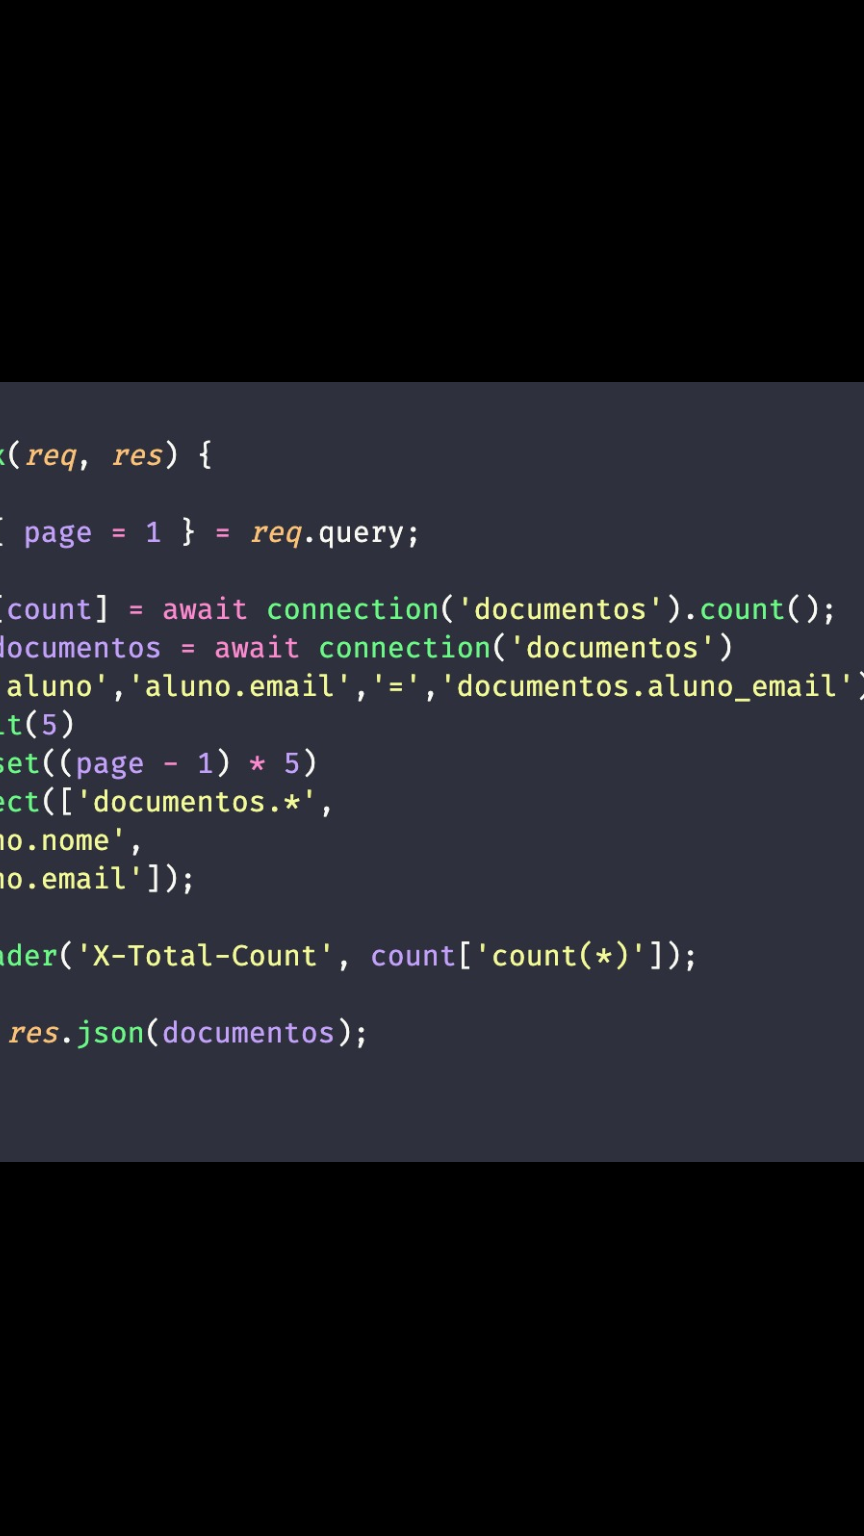 (req, res) {
{ page = 1 } = req.query;
[count] = await connection('documentos').count();
documentos = await connection('documentos')
aluno','aluno.email','=','documentos.aluno_email')
it(5)
set((page - 1) * 5)
ect(['documentos.*',
no.nome',
no.email']);
ader('X-Total-Count', count['count(*)']);
res.json(documentos);